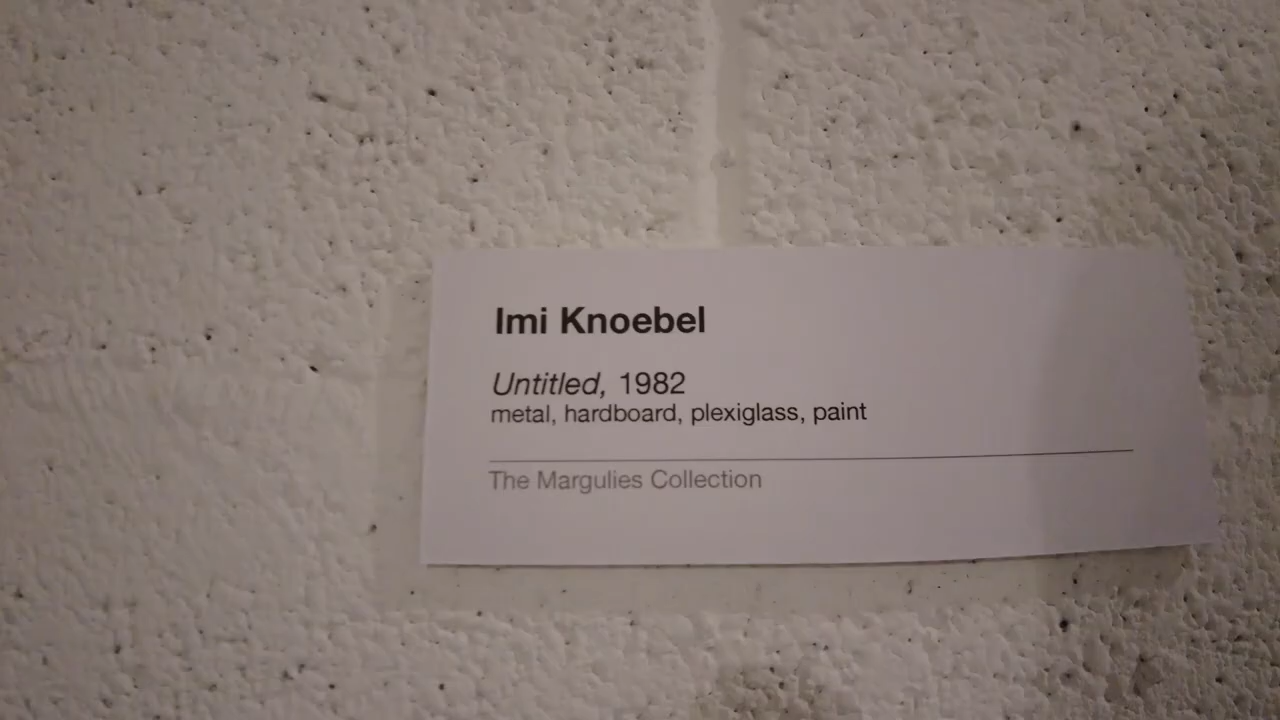 Imi Knoebel
Untitled, 1982
metal, hardboard, plexiglass, paint
The Margulies Collection